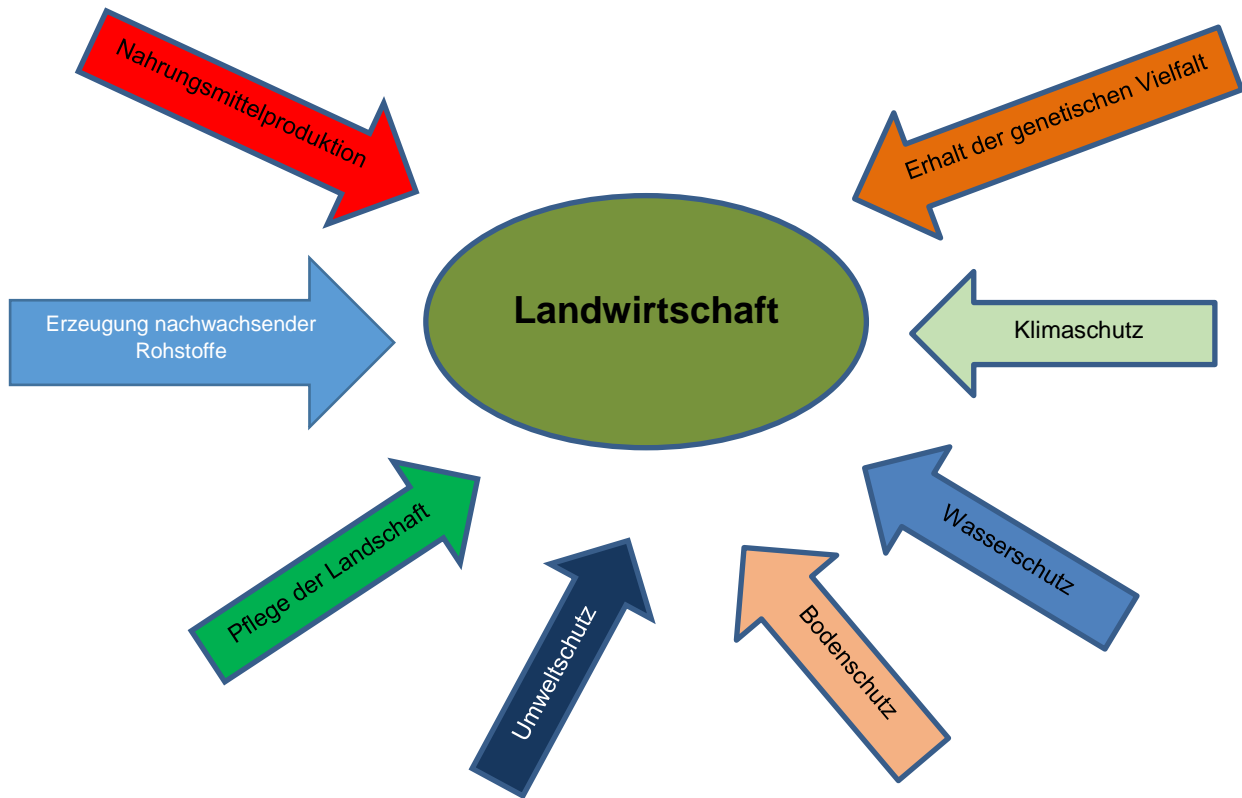 Nahrungsmittelproduktion
Erhalt der genetischen Vielfalt
Landwirtschaft
Erzeugung nachwachsender
Rohstoffe
Klimaschutz
Pflege der Landschaft
Umweltschutz
Bodenschutz
Wasserschutz